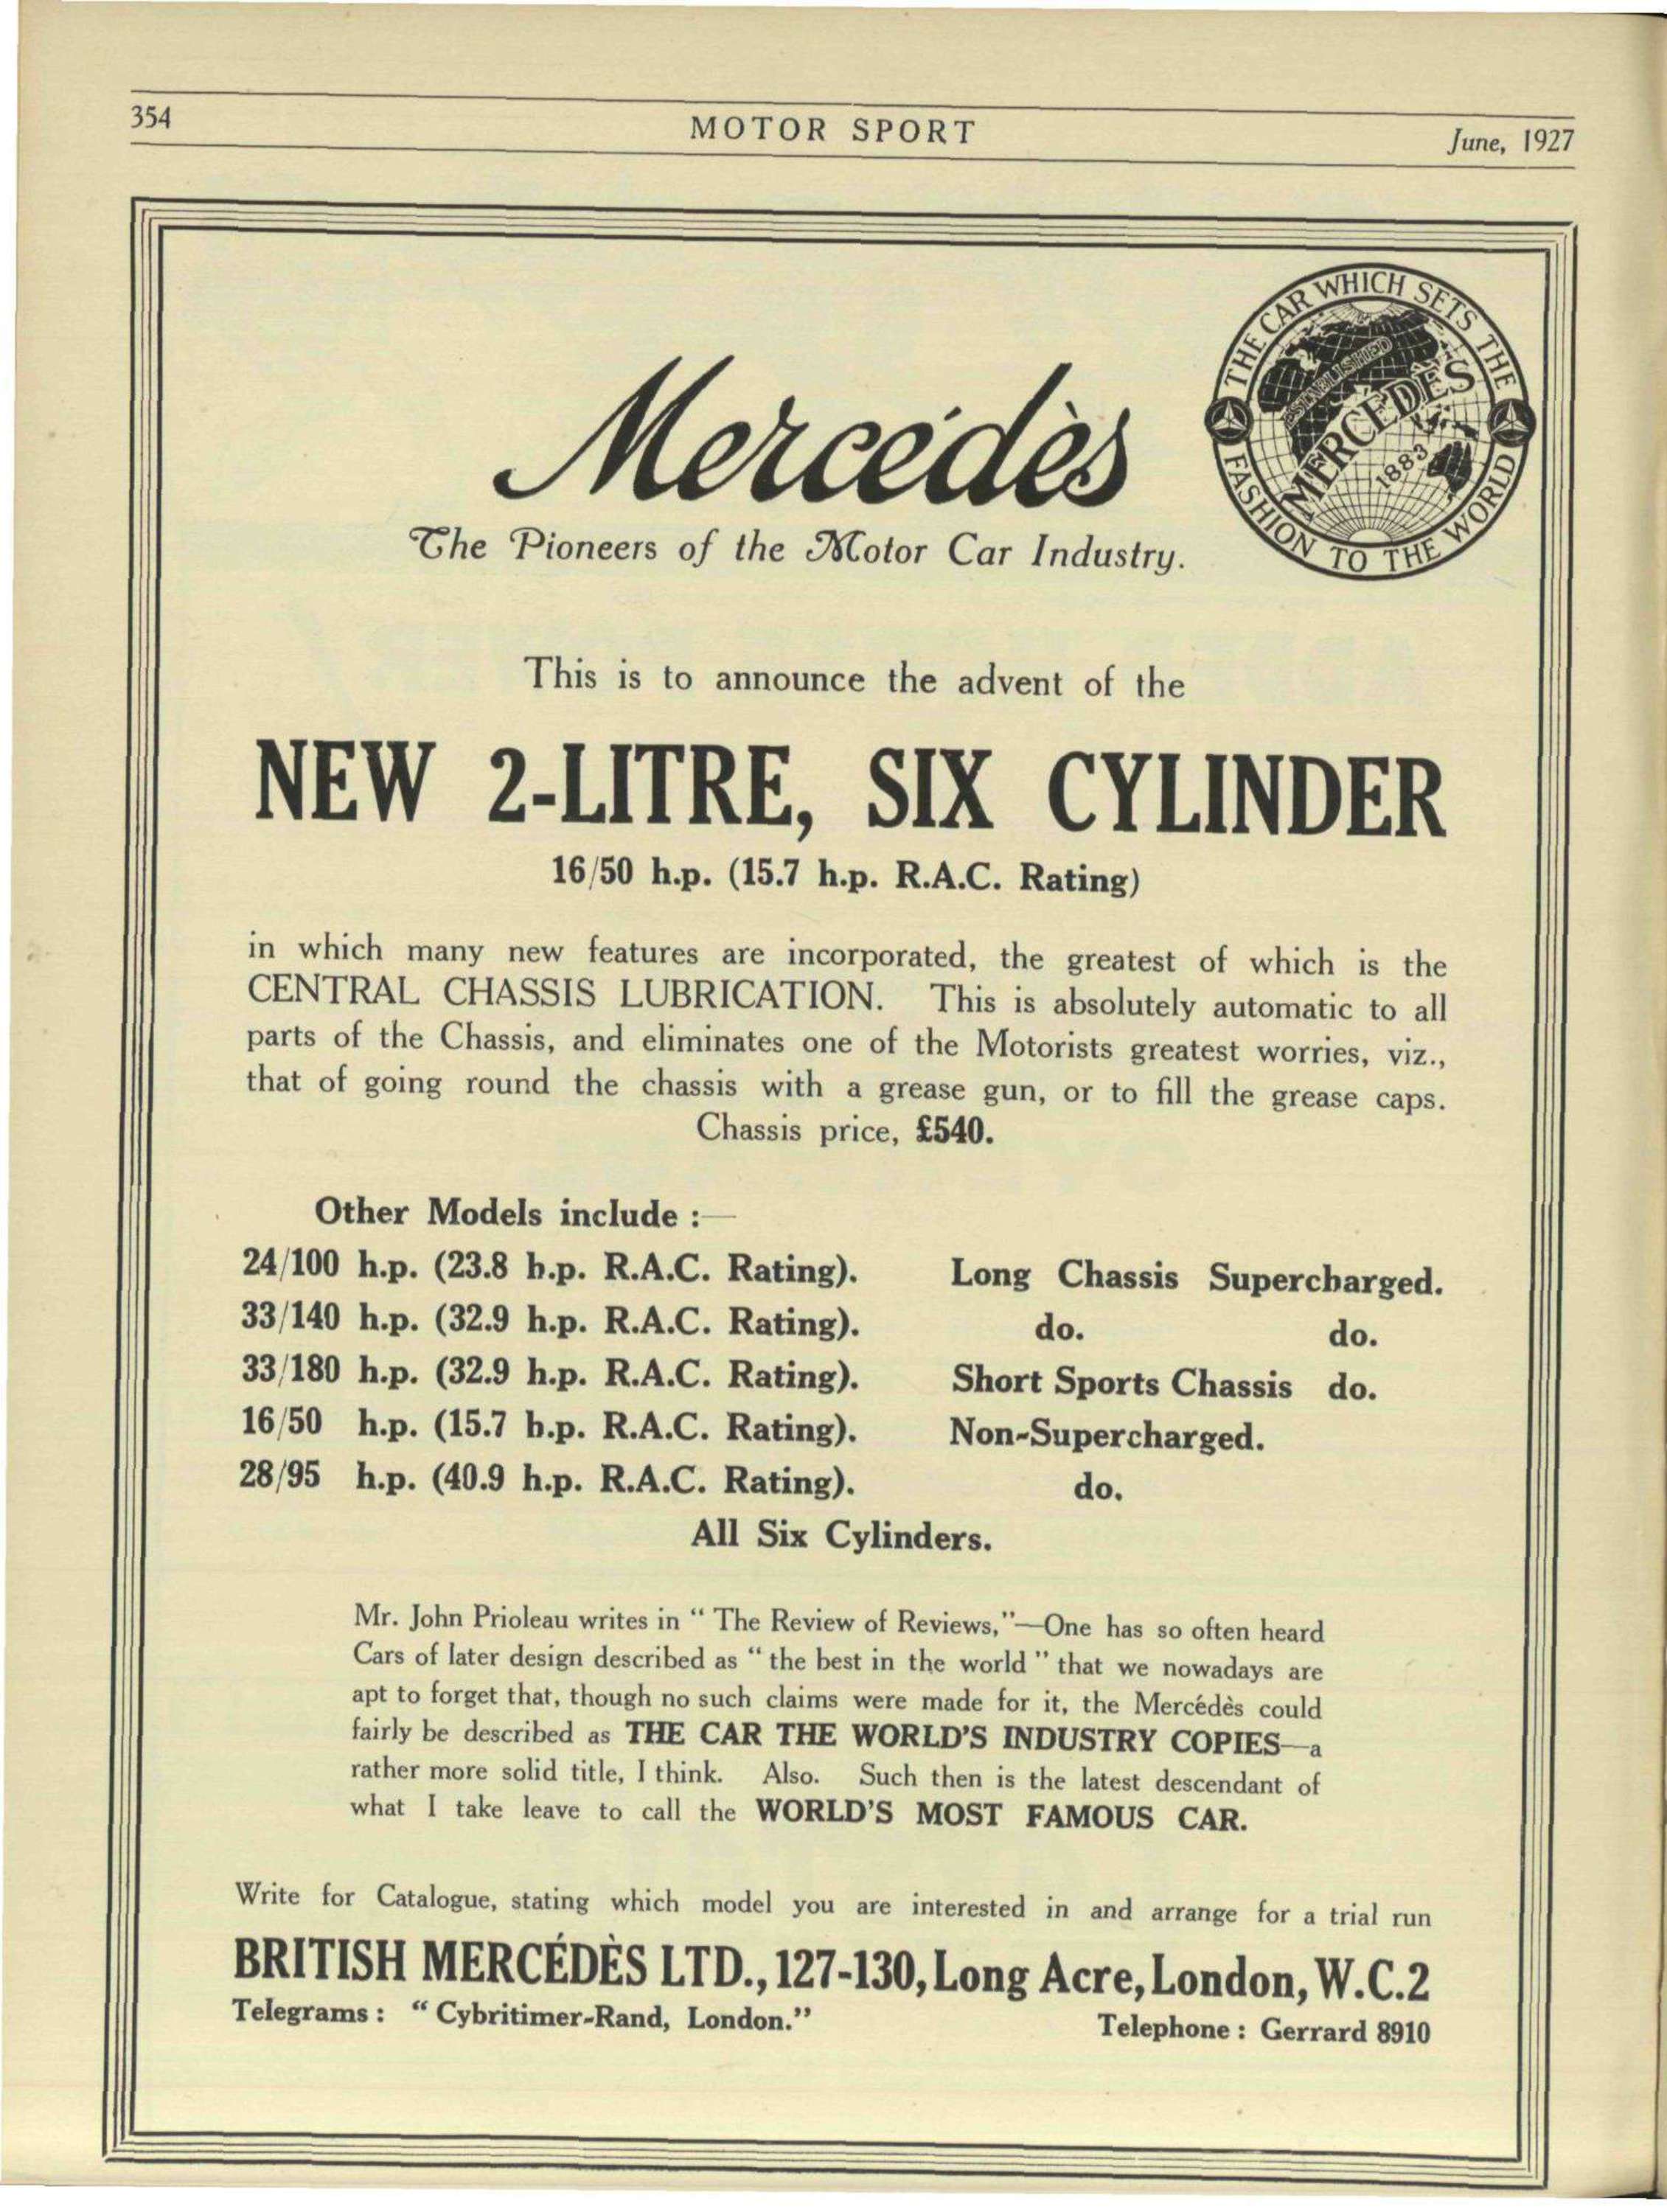 354
MOTOR SPORT
June, 1927
THE CAR WHICH SETS THE
FASHION TO THE WORLD
ESTABLISHED
MERCÉDÈS
1883
Mercédès
The Pioneers of the Motor Car Industry.
This is to announce the advent of the
NEW 2-LITRE, SIX CYLINDER
16/50 h.p. (15.7 h.p. R.A.C. Rating)
in which many new features are incorporated, the greatest of which is the
CENTRAL CHASSIS LUBRICATION. This is absolutely automatic to all
parts of the Chassis, and eliminates one of the Motorists greatest worries, viz.,
that of going round the chassis with a grease gun, or to fill the grease caps.
Chassis price, £540.
Other Models include :—
24/100 h.p. (23.8 h.p. R.A.C. Rating). Long Chassis Supercharged.
33/140 h.p. (32.9 h.p. R.A.C. Rating). do. do.
33/180 h.p. (32.9 h.p. R.A.C. Rating). Short Sports Chassis do.
16/50 h.p. (15.7 h.p. R.A.C. Rating). Non-Supercharged.
28/95 h.p. (40.9 h.p. R.A.C. Rating). do.
All Six Cylinders.
Mr. John Prioleau writes in “ The Review of Reviews,”—One has so often heard
Cars of later design described as “ the best in the world ” that we nowadays are
apt to forget that, though no such claims were made for it, the Mercédès could
fairly be described as THE CAR THE WORLD'S INDUSTRY COPIES—a
rather more solid title, I think. Also. Such then is the latest descendant of
what I take leave to call the WORLD'S MOST FAMOUS CAR.
Write for Catalogue, stating which model you are interested in and arrange for a trial run
BRITISH MERCÉDÈS LTD., 127-130, Long Acre, London, W.C.2
Telegrams : “ Cybritimer-Rand, London.”
Telephone : Gerrard 8910